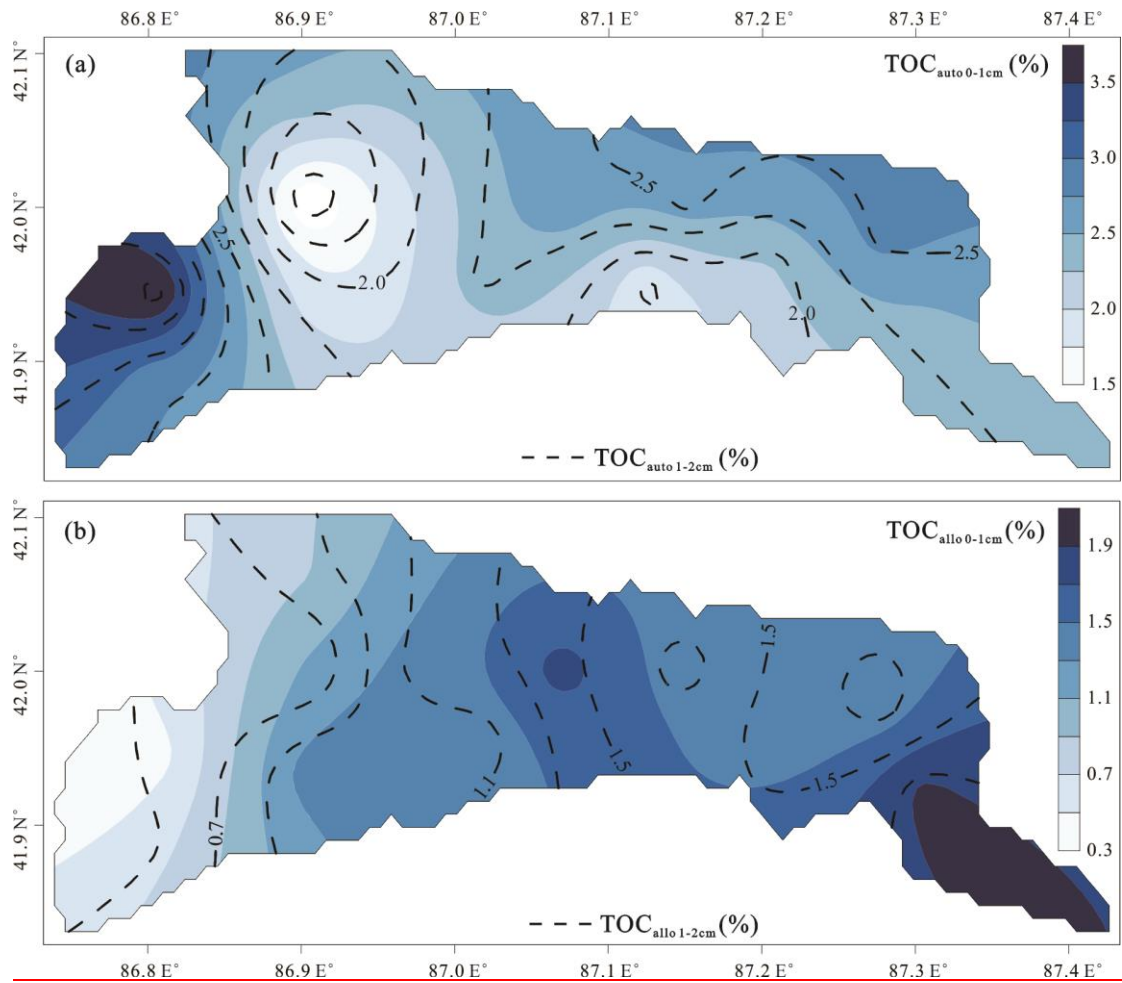 86.8 E° 86.9 E° 87.0 E° 87.1 E° 87.2 E° 87.3 E° 87.4 E°
(a)
TOCauto 0-1cm (%)
42.1 N°
42.0 N°
41.9 N°
3.5
3.0
2.5
2.0
1.5
2.5
2.0
2.5
2.5
2.0
TOCauto 1-2cm (%)
(b)
TOCallo 0-1cm (%)
42.1 N°
42.0 N°
41.9 N°
1.9
1.5
1.1
0.7
0.3
0.7
1.1
1.5
1.5
1.5
TOCallo 1-2cm (%)
86.8 E° 86.9 E° 87.0 E° 87.1 E° 87.2 E° 87.3 E° 87.4 E°